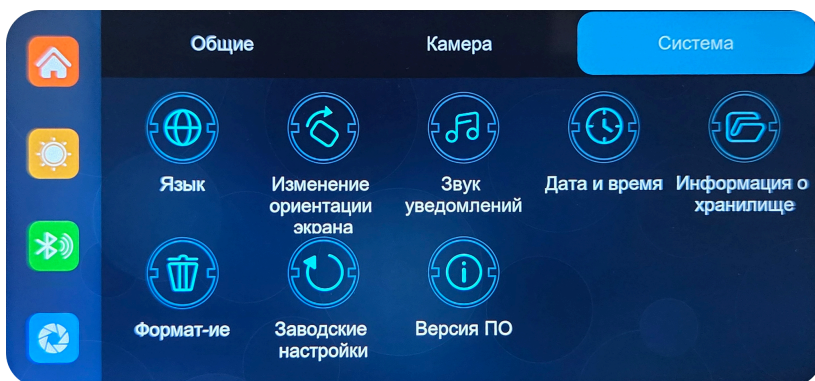 Общие
Камера
Система
Язык
Изменение
ориентации
экрана
Звук
уведомлений
Дата и время
Информация о
хранилище
Формат-ие
Заводские
настройки
Версия ПО